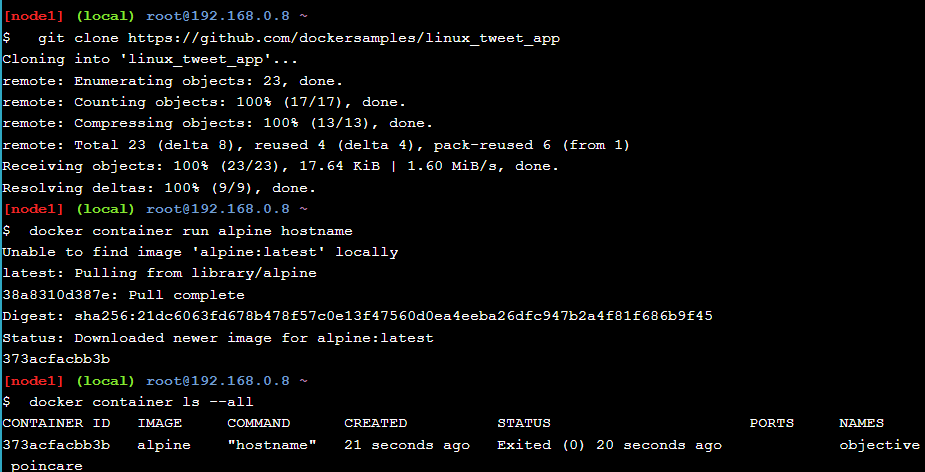 [node1] (local) root@192.168.0.8 ~
$   git clone https://github.com/dockersamples/linux_tweet_app
Cloning into 'linux_tweet_app'...
remote: Enumerating objects: 23, done.
remote: Counting objects: 100% (17/17), done.
remote: Compressing objects: 100% (13/13), done.
remote: Total 23 (delta 8), reused 4 (delta 4), pack-reused 6 (from 1)
Receiving objects: 100% (23/23), 17.64 KiB | 1.60 MiB/s, done.
Resolving deltas: 100% (9/9), done.
[node1] (local) root@192.168.0.8 ~
$  docker container run alpine hostname
Unable to find image 'alpine:latest' locally
latest: Pulling from library/alpine
38a8310d387e: Pull complete
Digest: sha256:21dc6063fd678b478f57c0e13f47560d0ea4eeba26dfc947b2a4f81f686b9f45
Status: Downloaded newer image for alpine:latest
373acfacbb3b
[node1] (local) root@192.168.0.8 ~
$  docker container ls --all
CONTAINER ID   IMAGE     COMMAND      CREATED          STATUS                      PORTS     NAMES
373acfacbb3b   alpine    "hostname"   21 seconds ago   Exited (0) 20 seconds ago             objective
_poincare